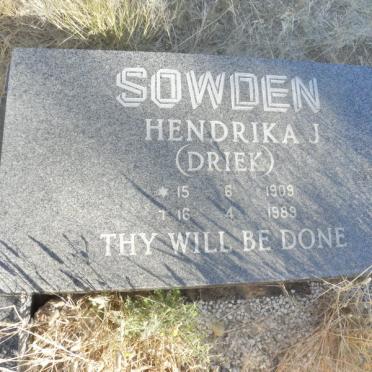 SOWDEN
HENDRIKA J
(DRIEK)
* 15 6 1909
† 16 4 1989
THY WILL BE DONE